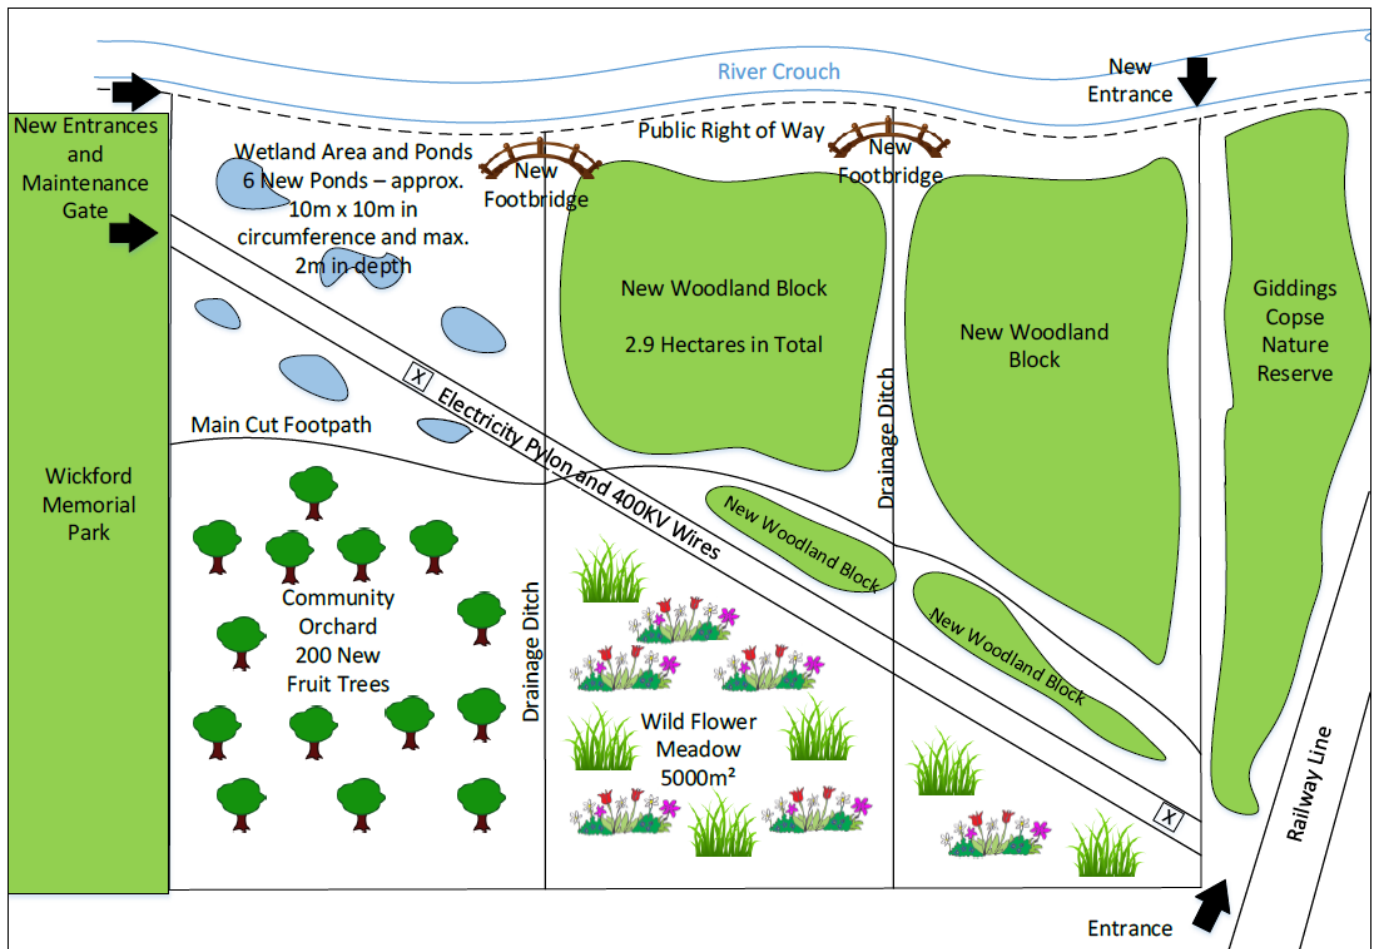 River Crouch
New
Entrance
Public Right of Way
New Entrances
and
Maintenance
Gate
Wetland Area and Ponds
6 New Ponds – approx.
10m x 10m in
circumference and max.
2m in depth
New
Footbridge
New
Footbridge
New Woodland Block
2.9 Hectares in Total
New Woodland
Block
Giddings
Copse
Nature
Reserve
X
Electricity Pylon and 400KV Wires
Main Cut Footpath
Drainage Ditch
Wickford
Memorial
Park
New Woodland Block
New Woodland Block
Community
Orchard
200 New
Fruit Trees
Drainage Ditch
Wild Flower
Meadow
5000m²
X
Railway Line
Entrance